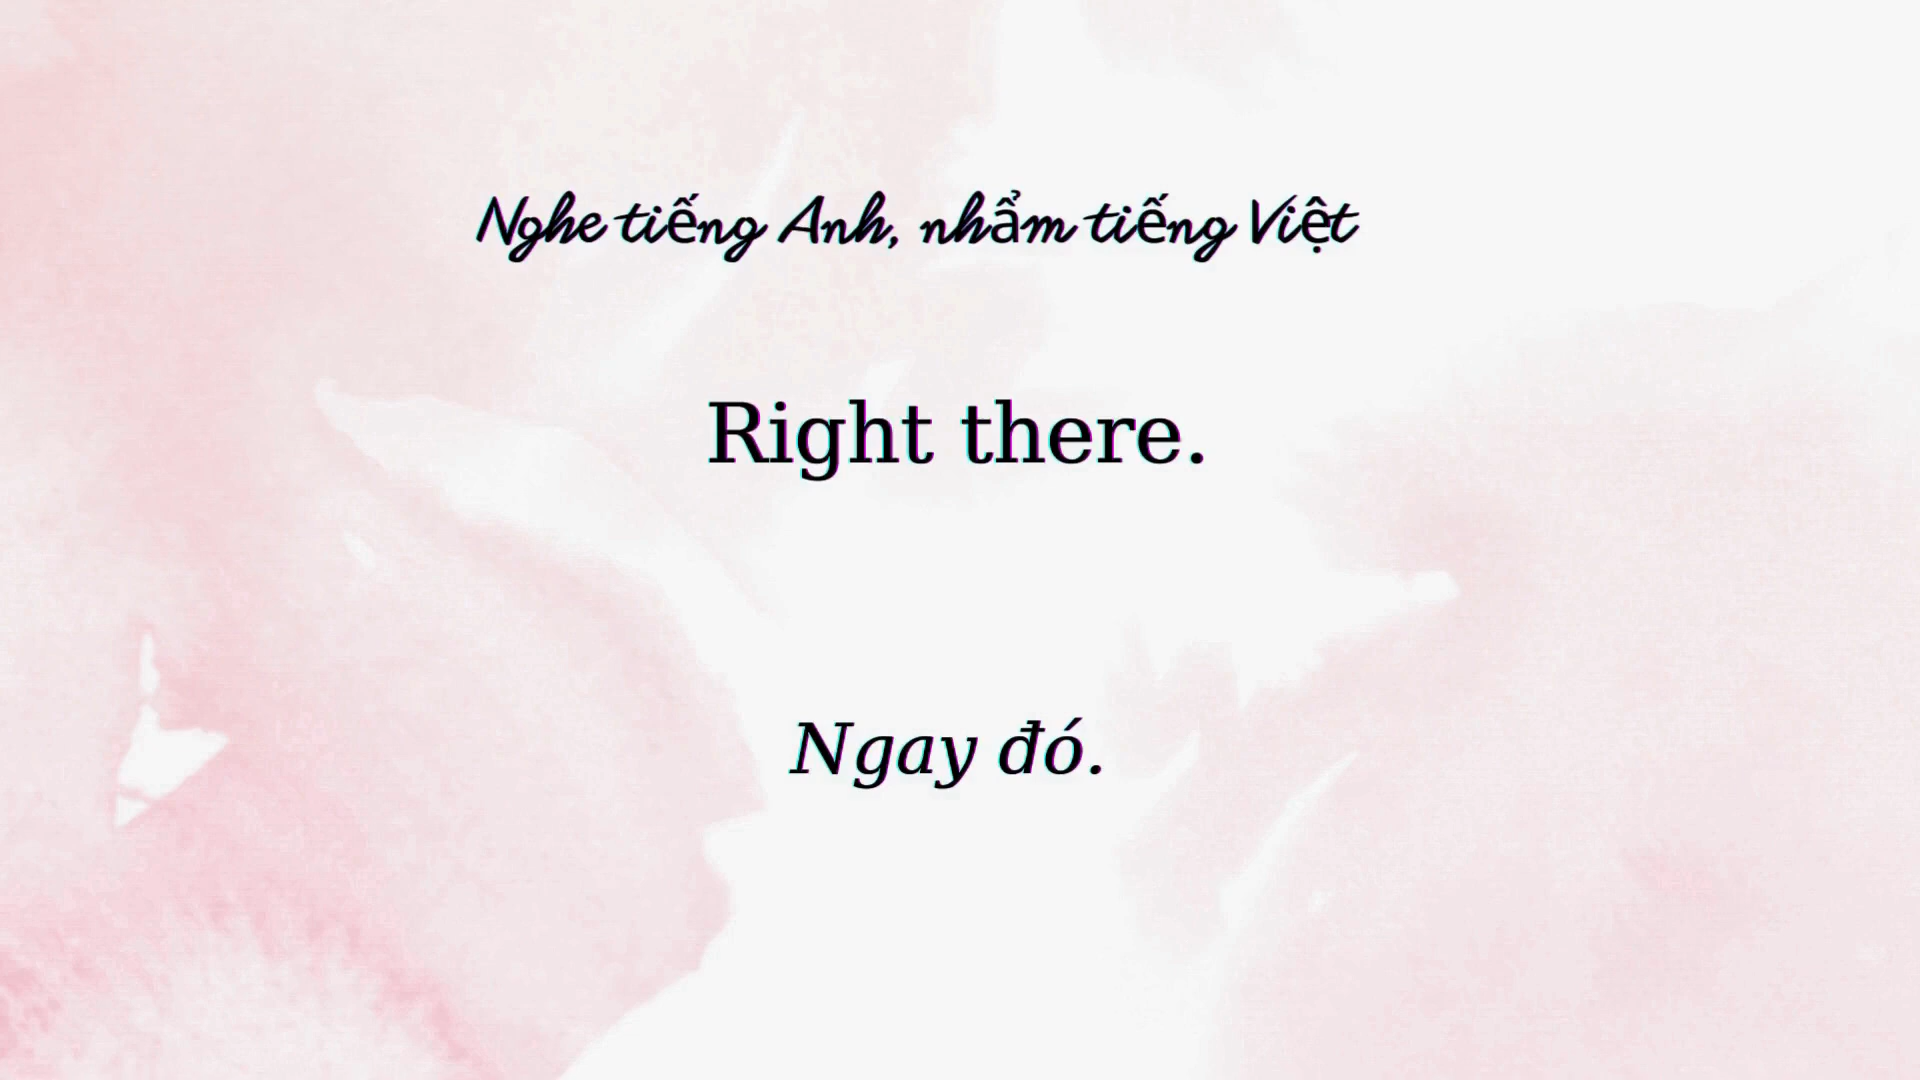 Nghe tiếng Anh, nhẩm tiếng Việt
Right there.
Ngay đó.